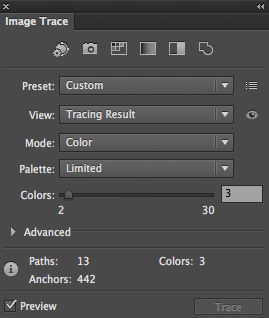 Image Trace
Preset: Custom
View: Tracing Result
Mode: Color
Palette: Limited
Colors: 3
2 30
Advanced
Paths: 13 Colors: 3
Anchors: 442
Preview Trace